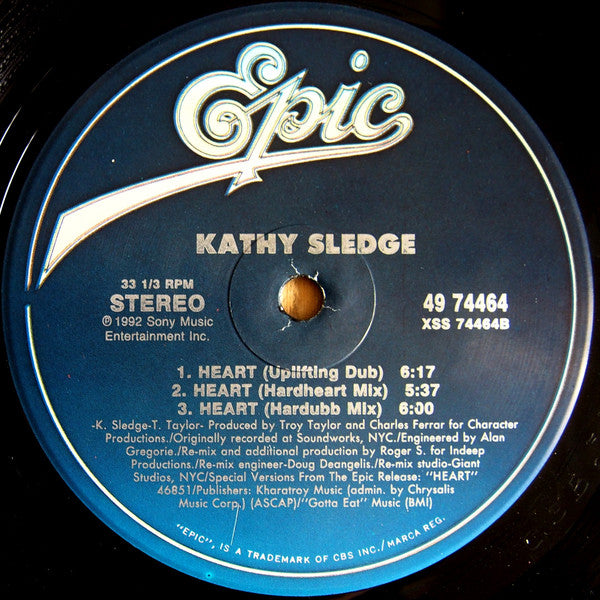 Epic
KATHY SLEDGE
33 1/3 RPM
STEREO
℗ 1992 Sony Music
Entertainment Inc.
49 74464
XSS 74464B
1. HEART (Uplifting Dub) 6:17
2. HEART (Hardheart Mix) 5:37
3. HEART (Hardubb Mix) 6:00
-K. Sledge-T. Taylor- Produced by Troy Taylor and Charles Ferrar for Character
Productions./Originally recorded at Soundworks, NYC./Engineered by Alan
Gregorie./Re-mix and additional production by Roger S. for Indeep
Productions./Re-mix engineer-Doug Deangelis./Re-mix studio-Giant
Studios, NYC/Special Versions From The Epic Release: "HEART"
46851/Publishers: Kharatroy Music (admin. by Chrysalis
Music Corp.) (ASCAP)/"Gotta Eat" Music (BMI)
"EPIC", IS A TRADEMARK OF CBS INC./MARCA REG.